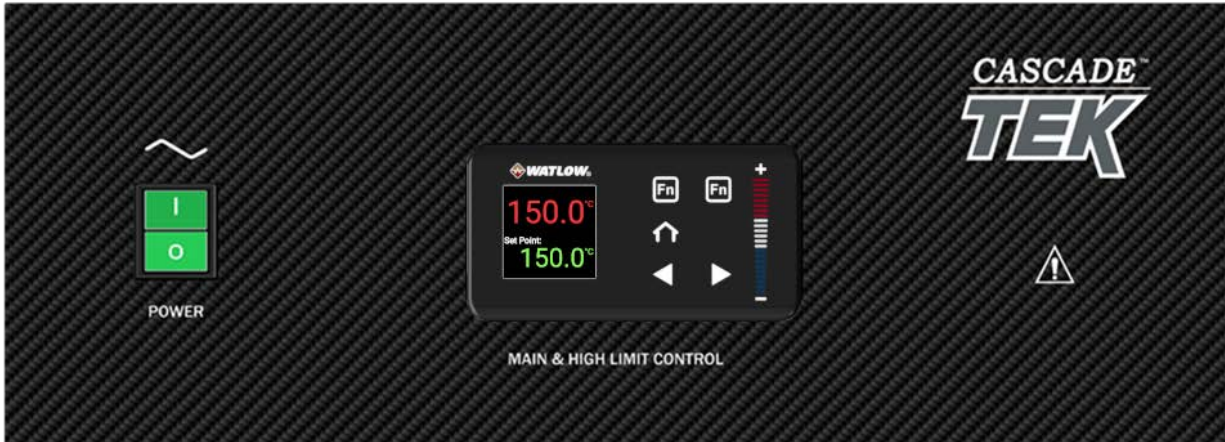 CASCADE™
TEK
WATLOW®
150.0°C
Set Point:
150.0°C
Fn
Fn
+
-
I
O
POWER
MAIN & HIGH LIMIT CONTROL